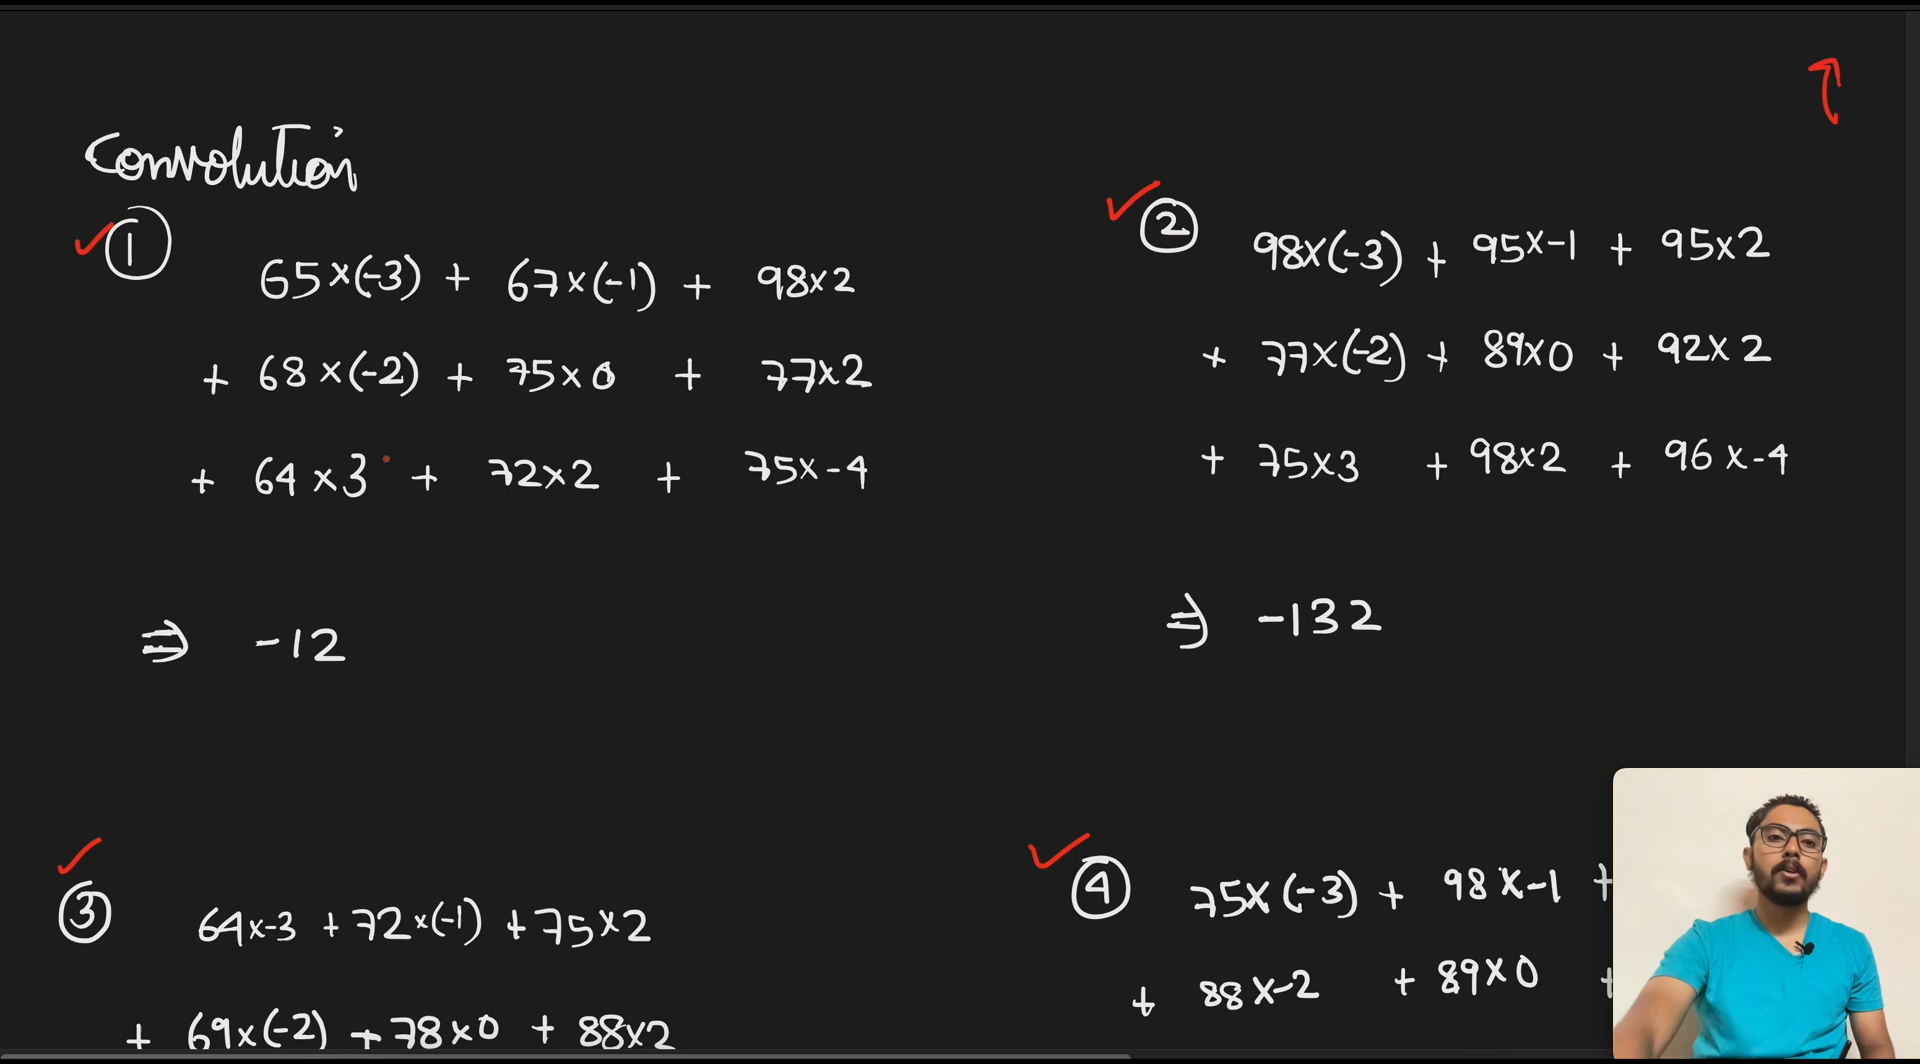 Convolution
1
65×(-3) + 67×(-1) + 98×2
+ 68×(-2) + 75×0 + 77×2
+ 64×3 + 72×2 + 75×-4
⇒ -12
2
98×(-3) + 95×-1 + 95×2
+ 77×(-2) + 89×0 + 92×2
+ 75×3 + 98×2 + 96×-4
⇒ -132
3
64×-3 + 72×(-1) + 75×2
+ 69×(-2) + 78×0 + 88×2
4
75×(-3) + 98×-1 +
+ 88×-2 + 89×0 +